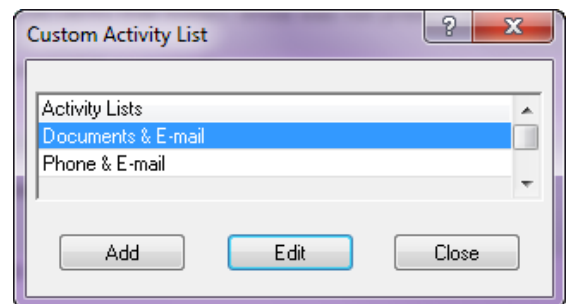 Custom Activity List
?
Activity Lists
Documents & E-mail
Phone & E-mail
Add Edit Close